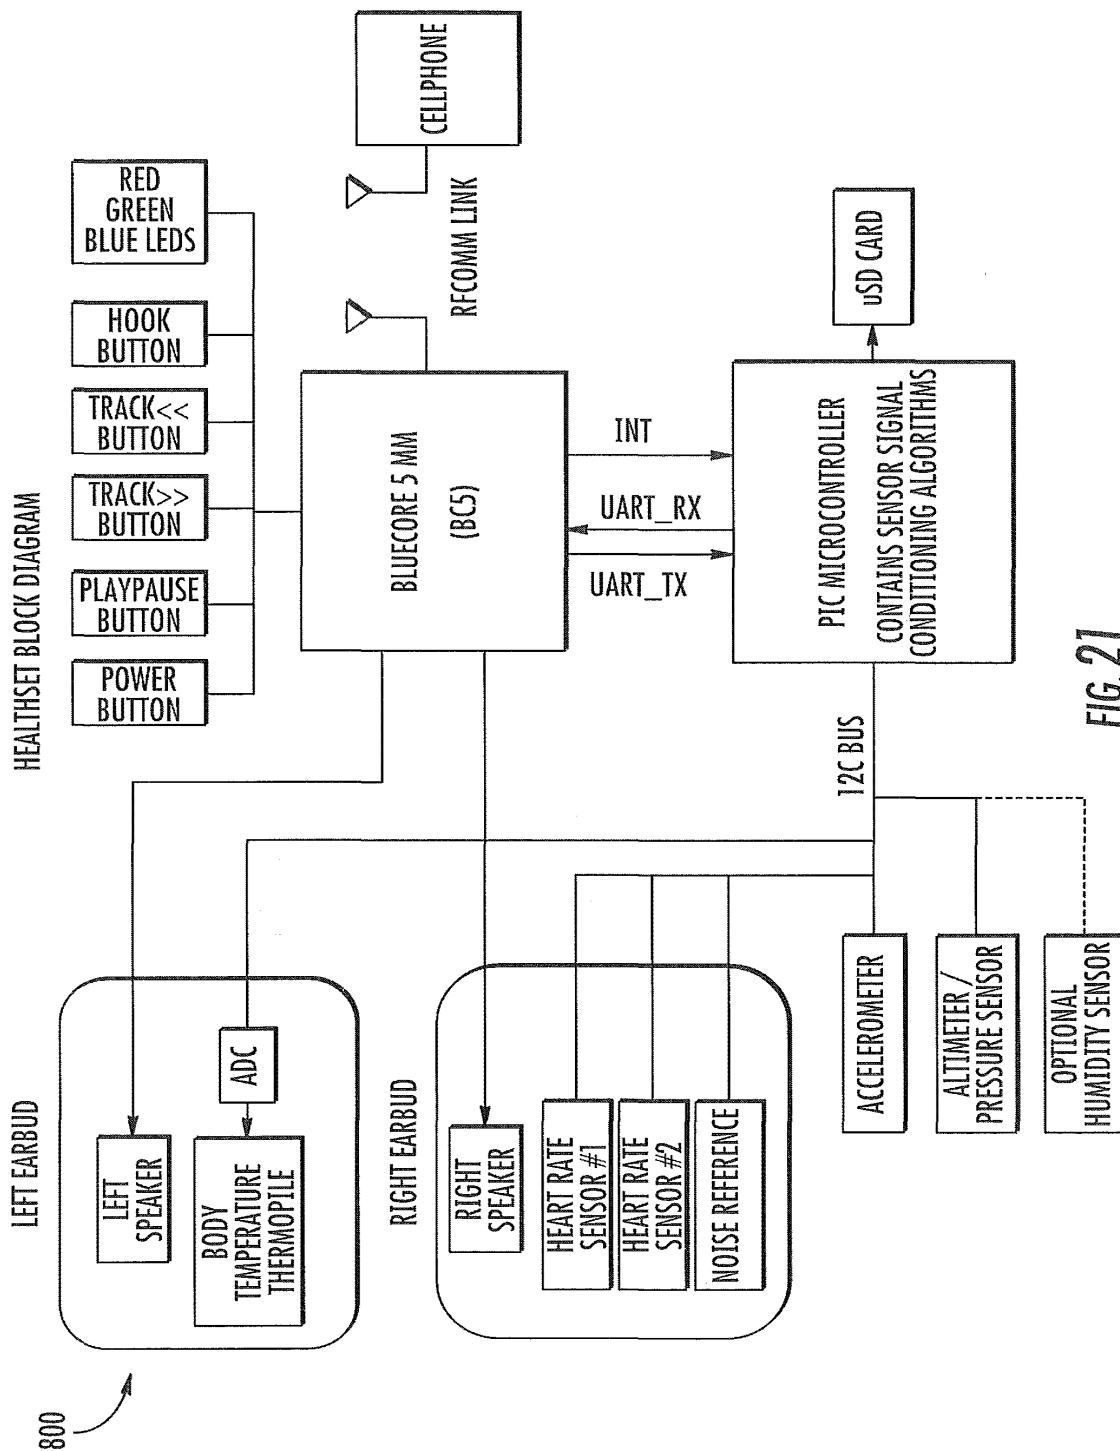 HEALTHSET BLOCK DIAGRAM
800
LEFT EARBUD
LEFT
SPEAKER
BODY
TEMPERATURE
THERMOPILE
ADC
RIGHT EARBUD
RIGHT
SPEAKER
HEART RATE
SENSOR #1
HEART RATE
SENSOR #2
NOISE REFERENCE
ACCELEROMETER
ALTIMETER/
PRESSURE SENSOR
OPTIONAL
HUMIDITY SENSOR
12C BUS
POWER
BUTTON
PLAYPAUSE
BUTTON
TRACK>>
BUTTON
TRACK<<
BUTTON
HOOK
BUTTON
RED
GREEN
BLUE LEDS
BLUECORE 5 MM
(BC5)
UART_TX
UART_RX
INT
PIC MICROCONTROLLER
CONTAINS SENSOR SIGNAL
CONDITIONING ALGORITHMS
RFCOMM LINK
CELLPHONE
uSD CARD
FIG. 21